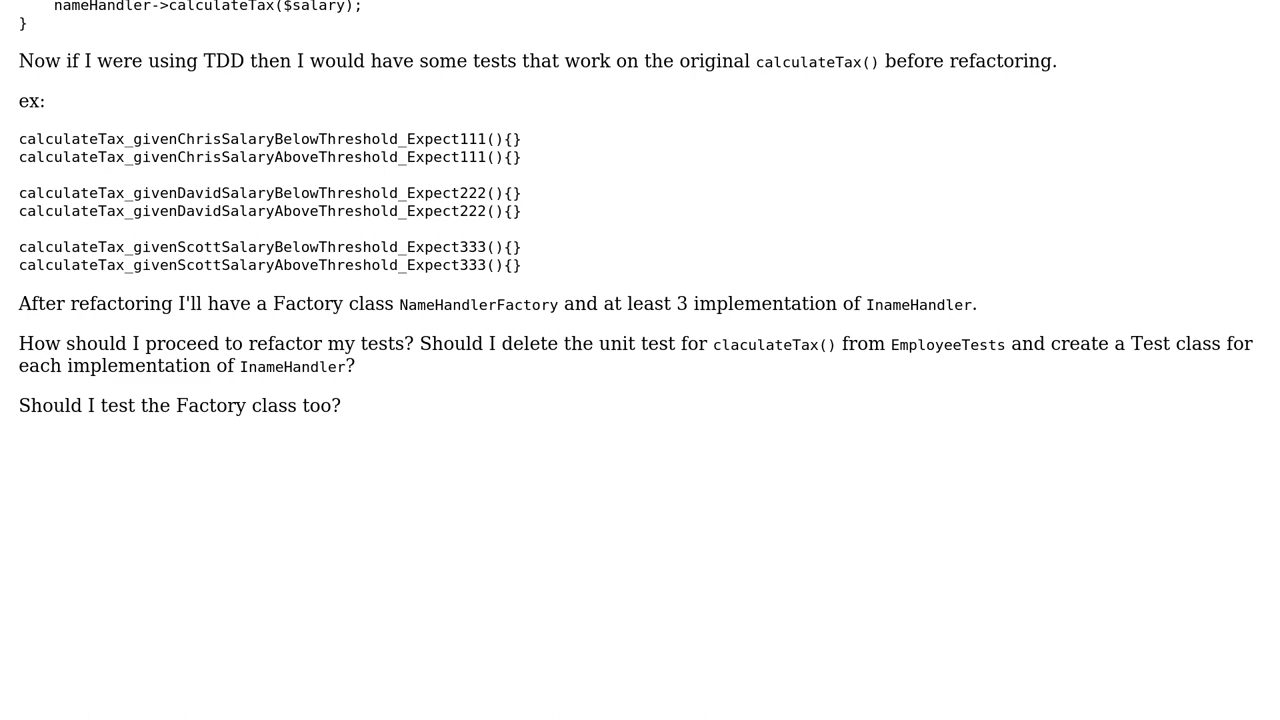 nameHandler->calculateTax($salary);
}
Now if I were using TDD then I would have some tests that work on the original calculateTax() before refactoring.
ex:
calculateTax_givenChrisSalaryBelowThreshold_Expect111(){}
calculateTax_givenChrisSalaryAboveThreshold_Expect111(){}
calculateTax_givenDavidSalaryBelowThreshold_Expect222(){}
calculateTax_givenDavidSalaryAboveThreshold_Expect222(){}
calculateTax_givenScottSalaryBelowThreshold_Expect333(){}
calculateTax_givenScottSalaryAboveThreshold_Expect333(){}
After refactoring I'll have a Factory class NameHandlerFactory and at least 3 implementation of InameHandler.
How should I proceed to refactor my tests? Should I delete the unit test for claculateTax() from EmployeeTests and create a Test class for
each implementation of InameHandler?
Should I test the Factory class too?